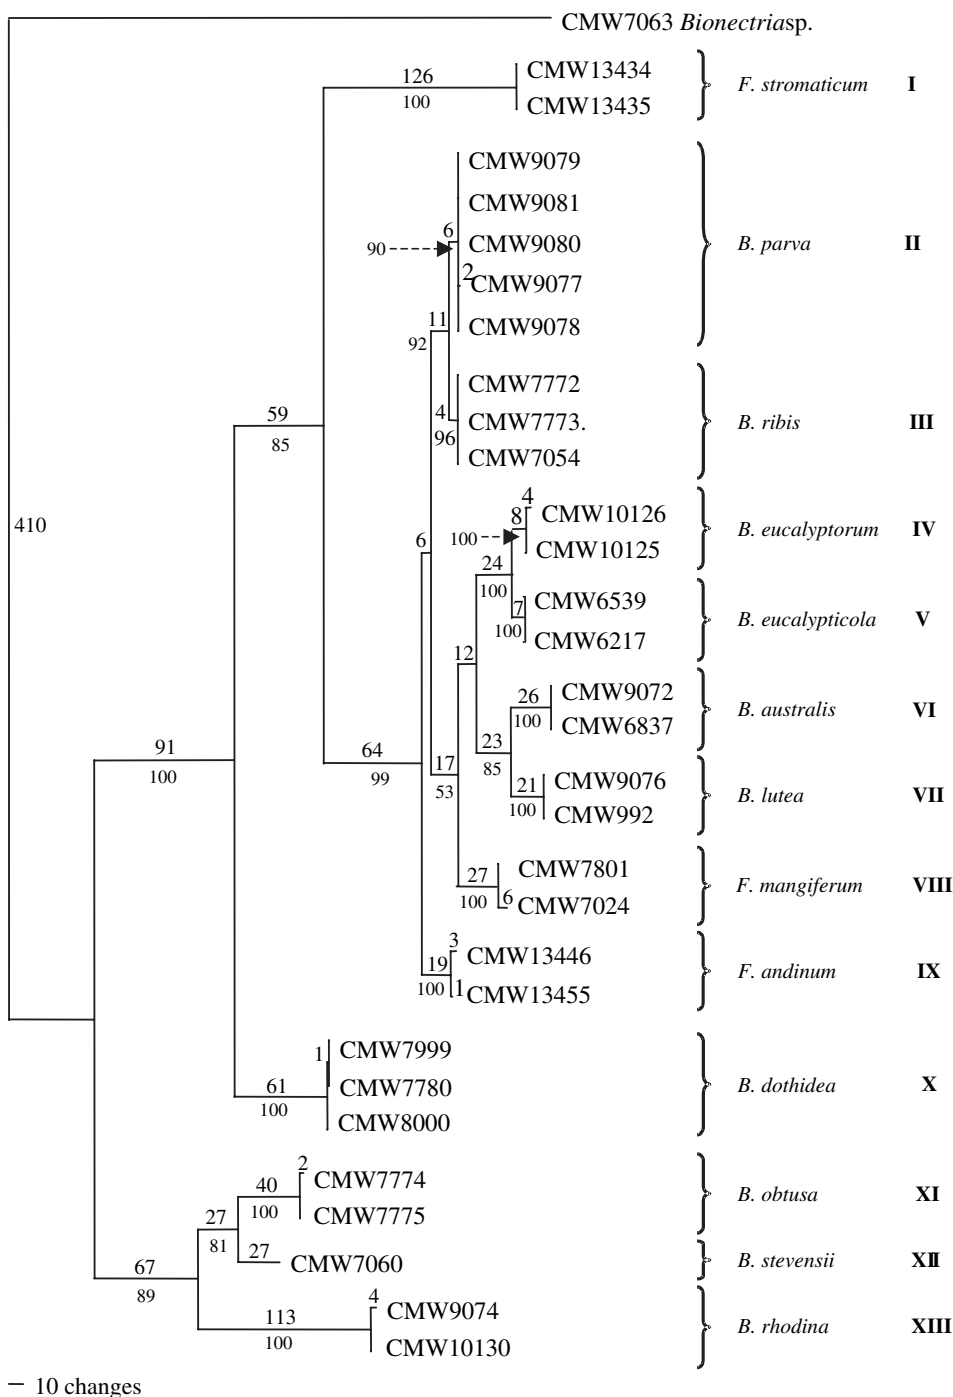 CMW7063 Bionectriasp.
126
100
CMW13434
CMW13435
F. stromaticum I
CMW9079
CMW9081
6
90
CMW9080
2
CMW9077
CMW9078
B. parva II
11
92
CMW7772
4
CMW7773.
96
CMW7054
B. ribis III
59
85
410
4
8
CMW10126
100
CMW10125
B. eucalyptorum IV
6
24
100
7
CMW6539
100
CMW6217
B. eucalypticola V
12
26
100
CMW9072
CMW6837
B. australis VI
91
100
64
99
17
53
23
85
21
100
CMW9076
CMW992
B. lutea VII
27
100
CMW7801
6
CMW7024
F. mangiferum VIII
3
19
100
CMW13446
1
CMW13455
F. andinum IX
1
CMW7999
61
100
CMW7780
CMW8000
B. dothidea X
2
40
100
CMW7774
CMW7775
B. obtusa XI
27
81
27
CMW7060
B. stevensii XII
67
89
4
113
100
CMW9074
CMW10130
B. rhodina XIII
10 changes